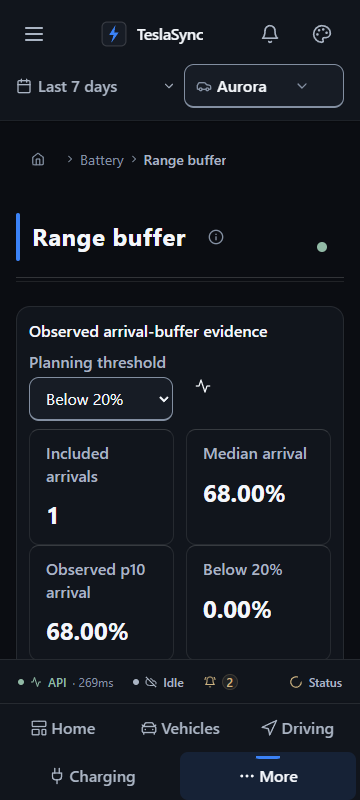 TeslaSync
Last 7 days
Aurora
Battery
Range buffer
Range buffer
Observed arrival-buffer evidence
Planning threshold
Below 20%
Included arrivals
1
Median arrival
68.00%
Observed p10 arrival
68.00%
Below 20%
0.00%
API · 269ms
Idle
2
Status
Home
Vehicles
Driving
Charging
More